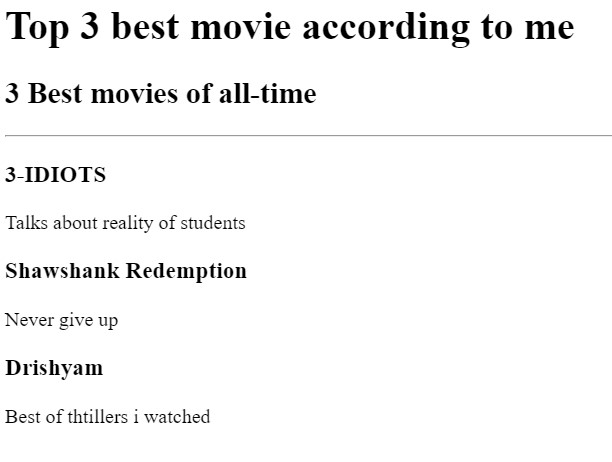 Top 3 best movie according to me
3 Best movies of all-time
3-IDIOTS
Talks about reality of students
Shawshank Redemption
Never give up
Drishyam
Best of thtillers i watched